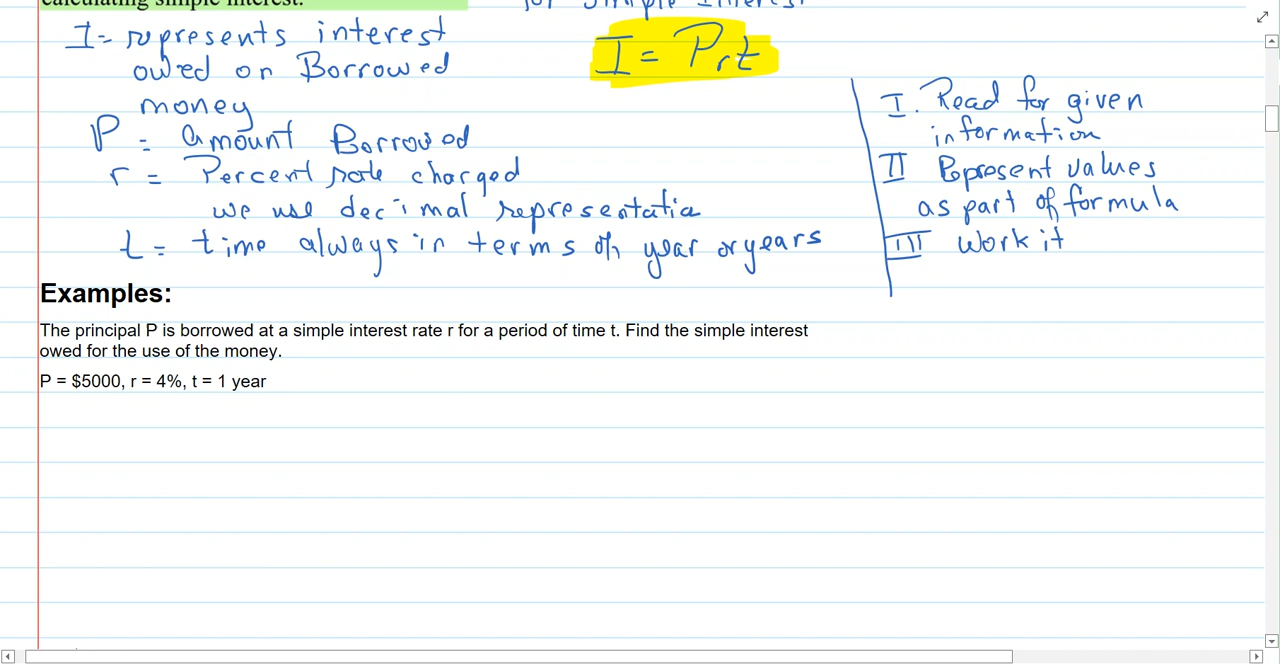 calculating simple interest.
for Simple Interest
I = represents interest
owed on Borrowed
money
I = Prt
P = amount Borrowed
r = Percent rate charged
we use decimal representatio
t = time always in terms of year or years
I. Read for given
information
II Represent values
as part of formula
III Work it
Examples:
The principal P is borrowed at a simple interest rate r for a period of time t. Find the simple interest
owed for the use of the money.
P = $5000, r = 4%, t = 1 year